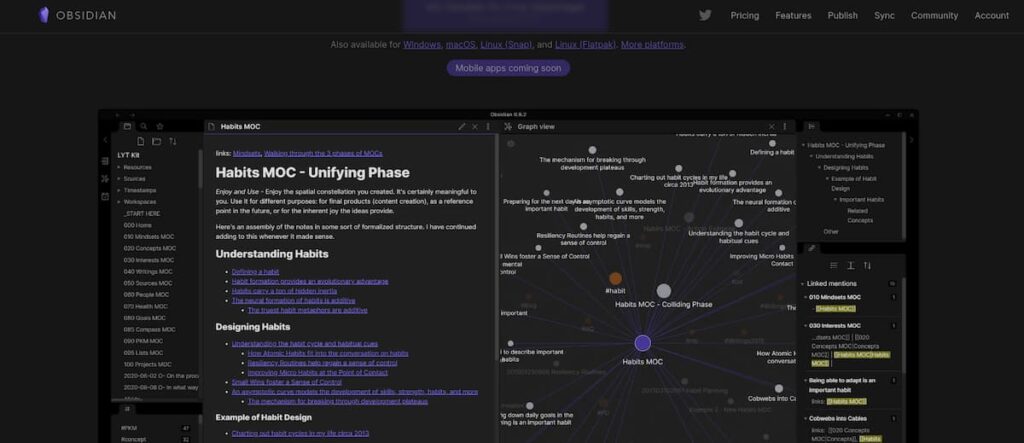 OBSIDIAN
Pricing
Features
Publish
Sync
Community
Account
Also available for Windows, macOS, Linux (Snap), and Linux (Flatpak). More platforms.
Mobile apps coming soon
Obsidian 0.8.2
LYT Kit
Resources
Sources
Timestamps
Workspaces
_START HERE
000 Home
010 Mindsets MOC
020 Concepts MOC
030 Interests MOC
040 Writings MOC
050 Sources MOC
060 People MOC
070 Health MOC
080 Goals MOC
085 Compass MOC
090 PKM MOC
095 Lists MOC
100 Projects MOC
2020-06-02 O- On the proc
2020-08-08 D- In what way
#PKM 47
#concept 32
Habits MOC
links: Mindsets, Walking through the 3 phases of MOCs
Habits MOC - Unifying Phase
Enjoy and Use - Enjoy the spatial constellation you created. It's certainly meaningful to
you. Use it for different purposes: for final products (content creation), as a reference
point in the future, or for the inherent joy the ideas provide.
Here's an assembly of the notes in some sort of formalized structure. I have continued
adding to this whenever it made sense.
Understanding Habits
Defining a habit
Habit formation provides an evolutionary advantage
Habits carry a ton of hidden inertia
The neural formation of habits is additive
The truest habit metaphors are additive
Designing Habits
Understanding the habit cycle and habitual cues
How Atomic Habits fit into the conversation on habits
Resiliency Routines help regain a sense of control
Improving Micro Habits at the Point of Contact
Small Wins foster a Sense of Control
An asymptotic curve models the development of skills, strength, habits, and more
The mechanism for breaking through development plateaus
Example of Habit Design
Charting out habit cycles in my life circa 2013
Graph view
Habits carry a ton of hidden inertia
The mechanism for breaking through
development plateaus
Defining a habit
Charting out habit cycles in my life
circa 2013
Habit formation provides an
evolutionary advantage
Preparing for the next day is an
important habit
An asymptotic curve models the
development of skills, strength,
habits, and more
The neural formation o
additive
Resiliency Routines help regain a
sense of control
Understanding the habit cycle and
habitual cues
Wins foster a Sense of Control
Improving Micro Habits
Contact
#habit
Habits MOC - Colliding Phase
Habits MOC
to describe important
habits
How Atomic H
conversation
Cobwebs into Ca
down daily goals in the
is an important habit
Habits MOC - Unifying Phase
Understanding Habits
Designing Habits
Example of Habit
Design
Important Habits
Related
Concepts
Other
Linked mentions
010 Mindsets MOC 1
[[Habits MOC]]
030 Interests MOC 1
...dsets MOC]] | [[020
Concepts MOC|Concepts
MOC]] | [[Habits MOC|Habits
MOC]] |
Being able to adapt is an 1
important habit
links: [[Habits MOC]]
Cobwebs into Cables 1
links: [[020 Concepts
MOC|Concepts MOC]],
[[Habits MOC]]